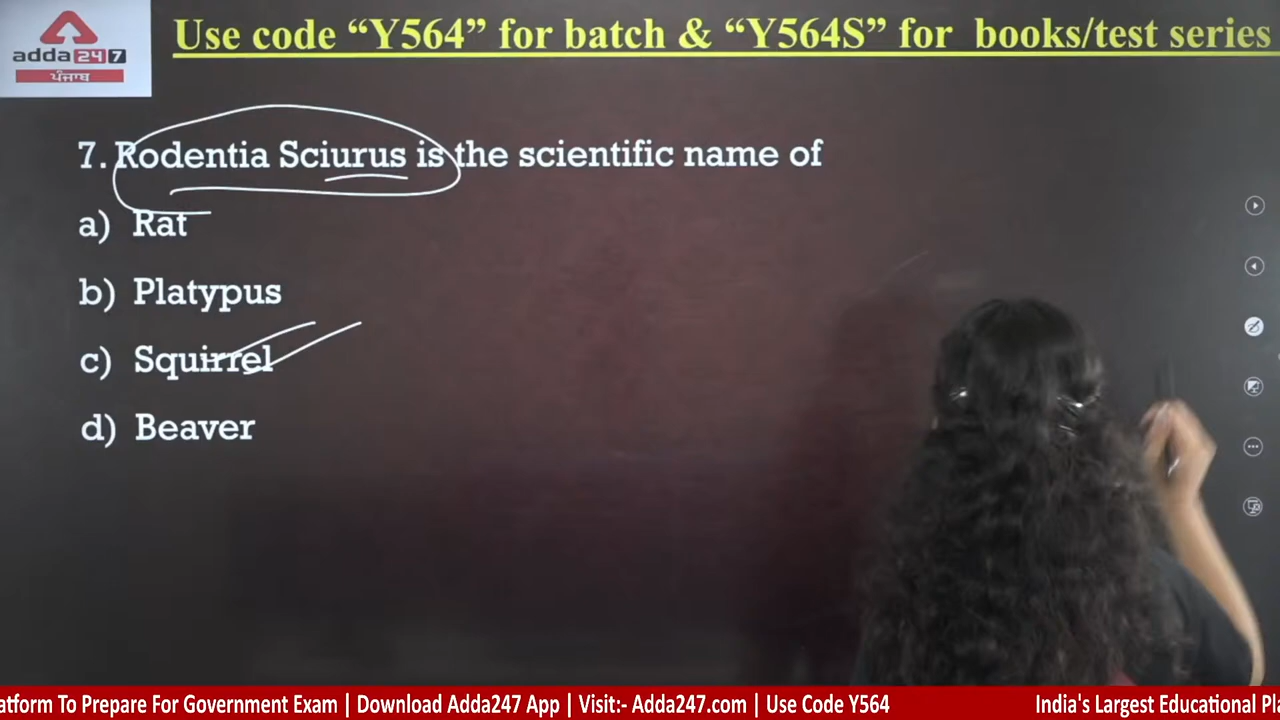 Use code “Y564” for batch & “Y564S” for books/test series
adda247
ਪੰਜਾਬ
7. Rodentia Sciurus is the scientific name of
a) Rat
b) Platypus
c) Squirrel
d) Beaver
atform To Prepare For Government Exam | Download Adda247 App | Visit:- Adda247.com | Use Code Y564 India's Largest Educational Pla